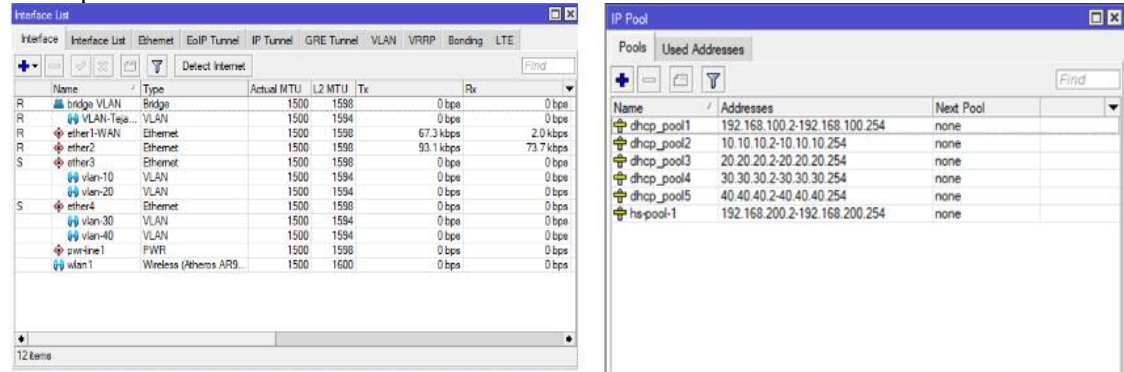 Interface List
Interface Interface List Ethernet EoIP Tunnel IP Tunnel GRE Tunnel VLAN VRRP Bonding LTE
Detect Internet Find
Name Type Actual MTU L2 MTU Tx Rx
R bridge VLAN Bridge 1500 1598 0 bps 0 bps
R VLAN-Teja... VLAN 1500 1594 0 bps 0 bps
R ether1-WAN Ethernet 1500 1598 67.3 kbps 2.0 kbps
R ether2 Ethernet 1500 1598 93.1 kbps 73.7 kbps
S ether3 Ethernet 1500 1598 0 bps 0 bps
vlan-10 VLAN 1500 1594 0 bps 0 bps
vlan-20 VLAN 1500 1594 0 bps 0 bps
S ether4 Ethernet 1500 1598 0 bps 0 bps
vlan-30 VLAN 1500 1594 0 bps 0 bps
vlan-40 VLAN 1500 1594 0 bps 0 bps
pwr-line1 PWR 1500 1598 0 bps 0 bps
wlan1 Wireless (Atheros AR9... 1500 1600 0 bps 0 bps
12 items
IP Pool
Pools Used Addresses
Find
Name Addresses Next Pool
dhcp_pool1 192.168.100.2-192.168.100.254 none
dhcp_pool2 10.10.10.2-10.10.10.254 none
dhcp_pool3 20.20.20.2-20.20.20.254 none
dhcp_pool4 30.30.30.2-30.30.30.254 none
dhcp_pool5 40.40.40.2-40.40.40.254 none
hs-pool-1 192.168.200.2-192.168.200.254 none